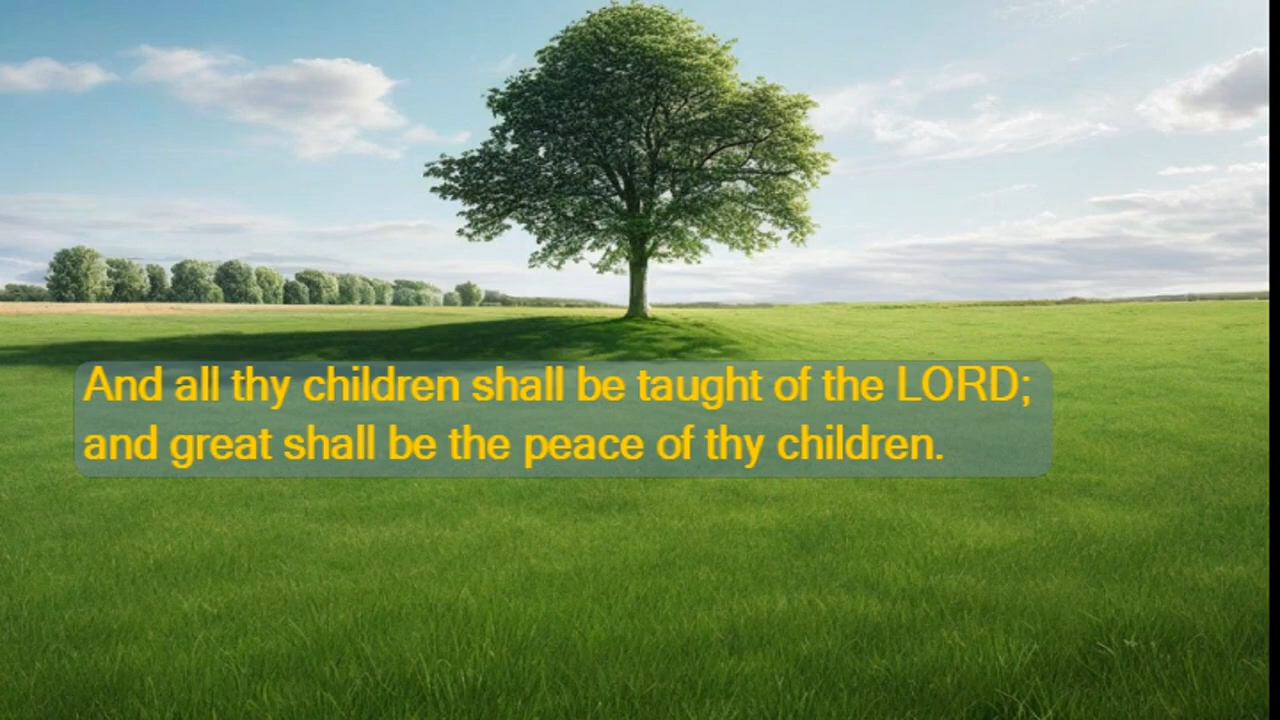 And all thy children shall be taught of the LORD;
and great shall be the peace of thy children.